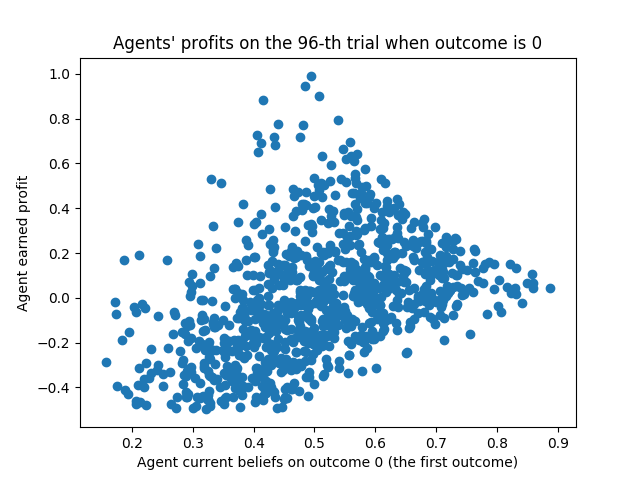 Agents' profits on the 96-th trial when outcome is 0
1.0
0.8
0.6
0.4
0.2
0.0
−0.2
−0.4
Agent earned profit
0.2 0.3 0.4 0.5 0.6 0.7 0.8 0.9
Agent current beliefs on outcome 0 (the first outcome)